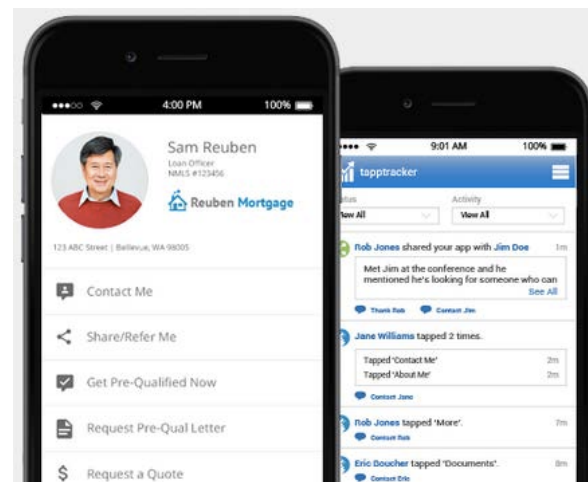 4:00 PM 100%
Sam Reuben
Loan Officer
NMLS #123456
Reuben Mortgage
123 ABC Street | Bellevue, WA 98005
Contact Me
Share/Refer Me
Get Pre-Qualified Now
Request Pre-Qual Letter
Request a Quote
9:01 AM 100%
tapptracker
Activity
View All View All
Rob Jones shared your app with Jim Doe 1m
Met Jim at the conference and he
mentioned he's looking for someone who can
See All
Thank Rob Contact Jim
Jane Williams tapped 2 times.
Tapped 'Contact Me' 2m
Tapped 'About Me' 2m
Contact Jane
Rob Jones tapped 'More'. 7m
Contact Rob
Eric Boucher tapped 'Documents'. 8m
Contact Eric